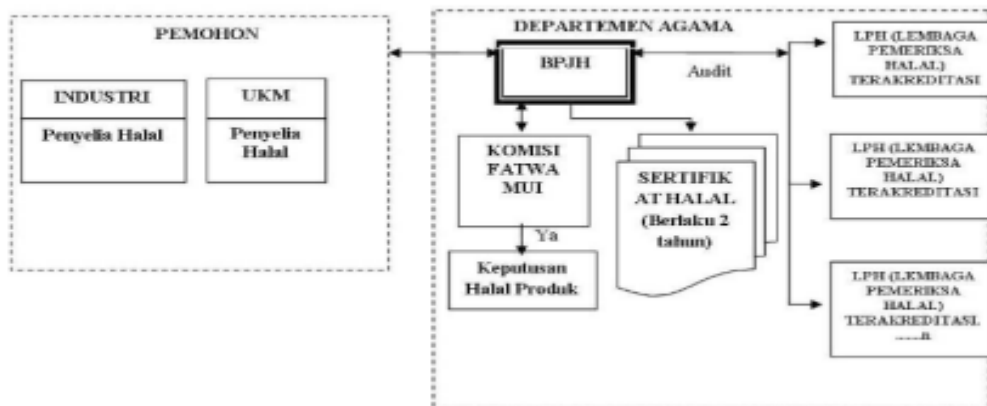 PEMOHON
INDUSTRI
Penyelia Halal
UKM
Penyelia
Halal
DEPARTEMEN AGAMA
BPJH
Audit
KOMISI
FATWA
MUI
Ya
Keputusan
Halal Produk
SERTIFIK
AT HALAL
(Berlaku 2
tahun)
LPH (LEMBAGA
PEMERIKSA
HALAL)
TERAKREDITASI
LPH (LEMBAGA
PEMERIKSA
HALAL)
TERAKREDITASI
LPH (LEMBAGA
PEMERIKSA
HALAL)
TERAKREDITASI.
......n